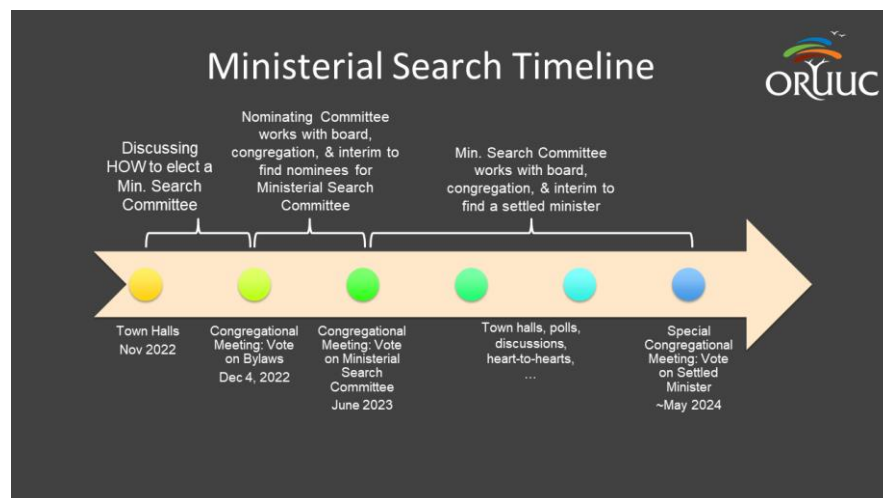 Ministerial Search Timeline
ORUUC
Discussing
HOW to elect a
Min. Search
Committee
Nominating Committee
works with board,
congregation, & interim to
find nominees for
Ministerial Search
Committee
Min. Search Committee
works with board,
congregation, & interim to
find a settled minister
Town Halls
Nov 2022
Congregational
Meeting: Vote
on Bylaws
Dec 4, 2022
Congregational
Meeting: Vote
on Ministerial
Search
Committee
June 2023
Town halls, polls,
discussions,
heart-to-hearts,
...
Special
Congregational
Meeting: Vote
on Settled
Minister
~May 2024